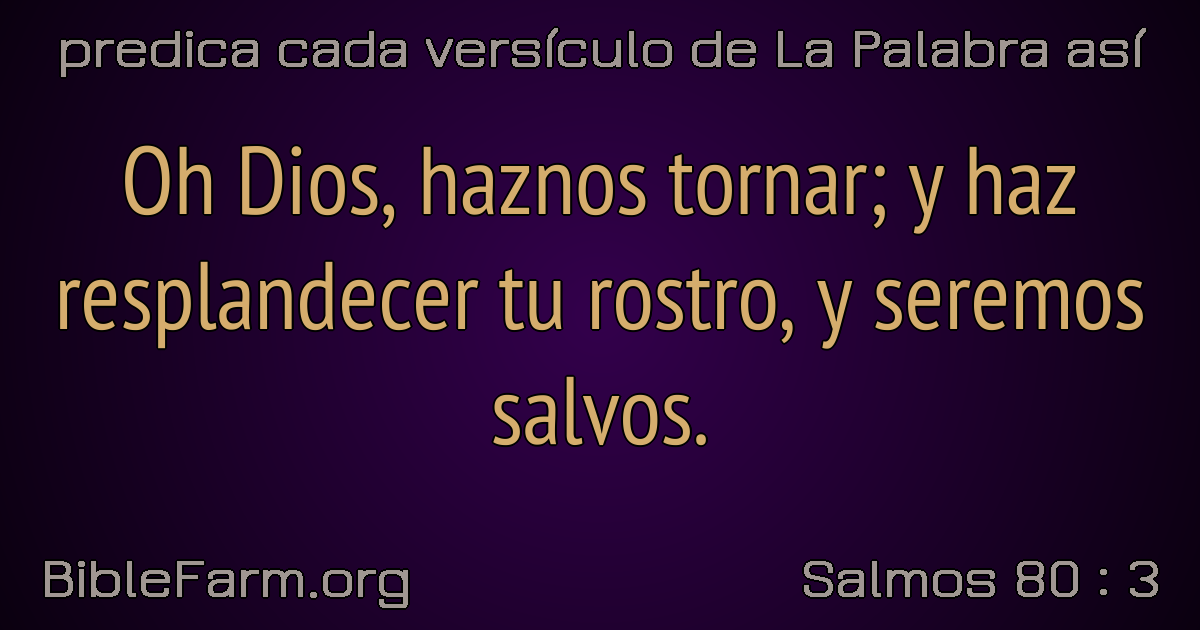 predica cada versículo de La Palabra así
Oh Dios, haznos tornar; y haz
resplandecer tu rostro, y seremos
salvos.
BibleFarm.org
Salmos 80 : 3